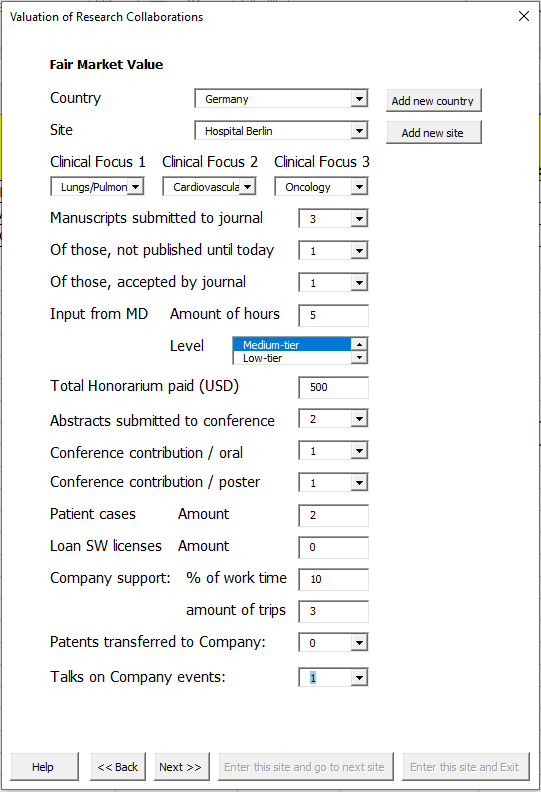 Valuation of Research Collaborations
Fair Market Value
Country Germany Add new country
Site Hospital Berlin Add new site
Clinical Focus 1 Clinical Focus 2 Clinical Focus 3
Lungs/Pulmon Cardiovascula Oncology
Manuscripts submitted to journal 3
Of those, not published until today 1
Of those, accepted by journal 1
Input from MD Amount of hours 5
Level Medium-tier
Low-tier
Total Honorarium paid (USD) 500
Abstracts submitted to conference 2
Conference contribution / oral 1
Conference contribution / poster 1
Patient cases Amount 2
Loan SW licenses Amount 0
Company support: % of work time 10
amount of trips 3
Patents transferred to Company: 0
Talks on Company events: 1
Help << Back Next >> Enter this site and go to next site Enter this site and Exit